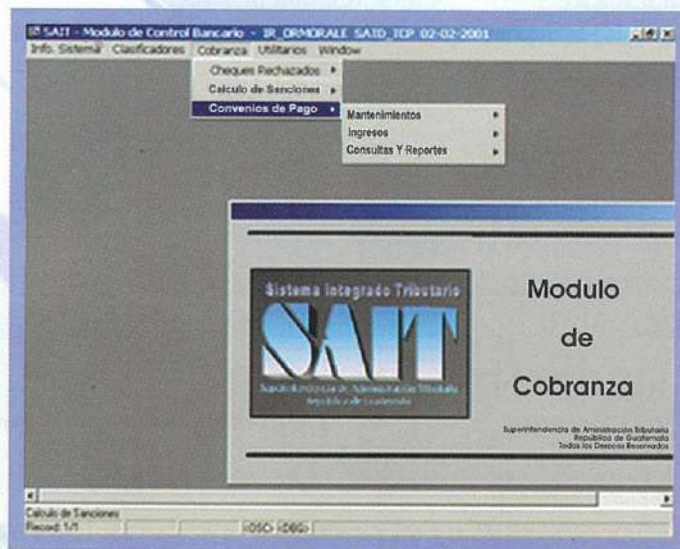 SAIT - Modulo de Control Bancario - IR_ORMORALE SATD_TCP 02-02-2001
Info. Sistema Clasificadores Cobranza Utilitarios Window
Cheques Rechazados
Calculo de Sanciones
Convenios de Pago
Mantenimientos
Ingresos
Consultas Y Reportes
Sistema Integrado Tributario
SAIT
Superintendencia de Administración Tributaria
República de Guatemala
Modulo
de
Cobranza
Superintendencia de Aministración Tributaria
República de Guatemala
Todos los Derecos Reservados
Calculo de Sanciones
Record: 1/1 <OSC> <DBG>